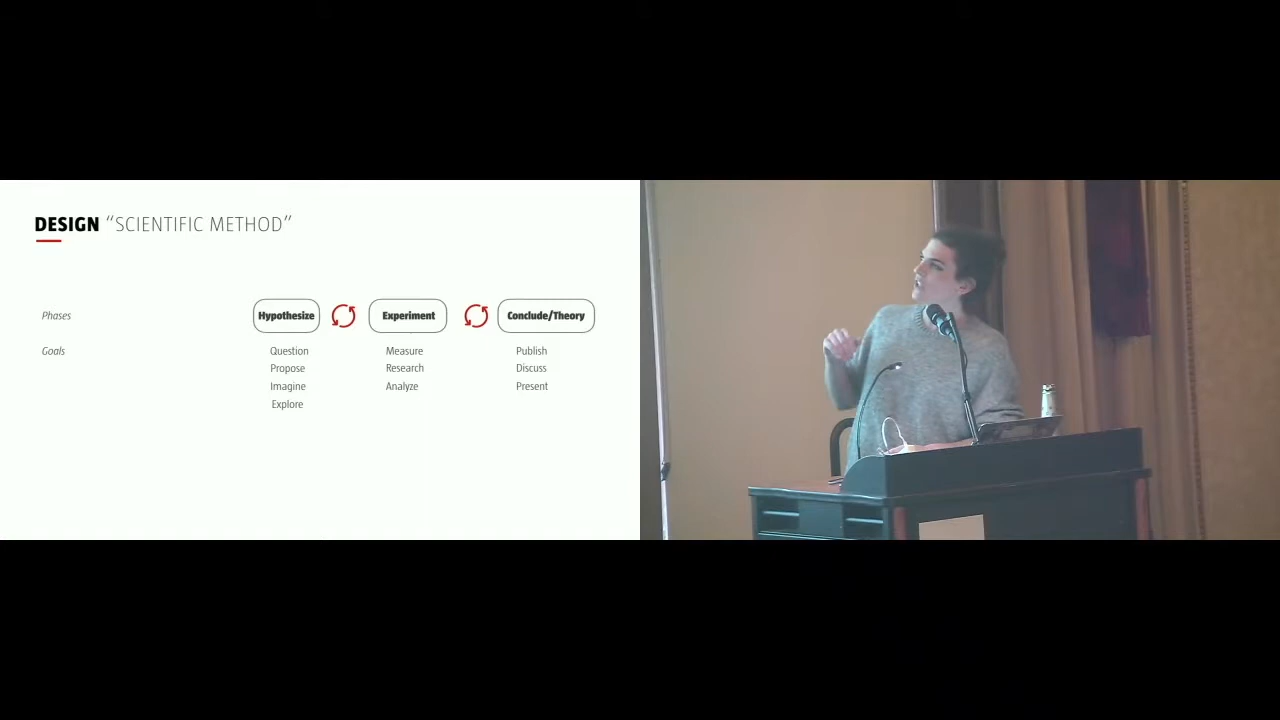 DESIGN “SCIENTIFIC METHOD”
Phases Hypothesize Experiment Conclude/Theory
Goals Question Measure Publish
Propose Research Discuss
Imagine Analyze Present
Explore